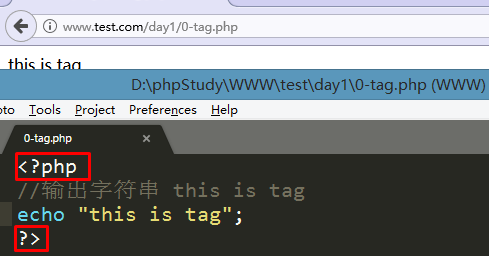 www.test.com/day1/0-tag.php
this is tag
D:\phpStudy\WWW\test\day1\0-tag.php (WWW)
oto Tools Project Preferences Help
0-tag.php ×
<?php
//输出字符串 this is tag
echo "this is tag";
?>